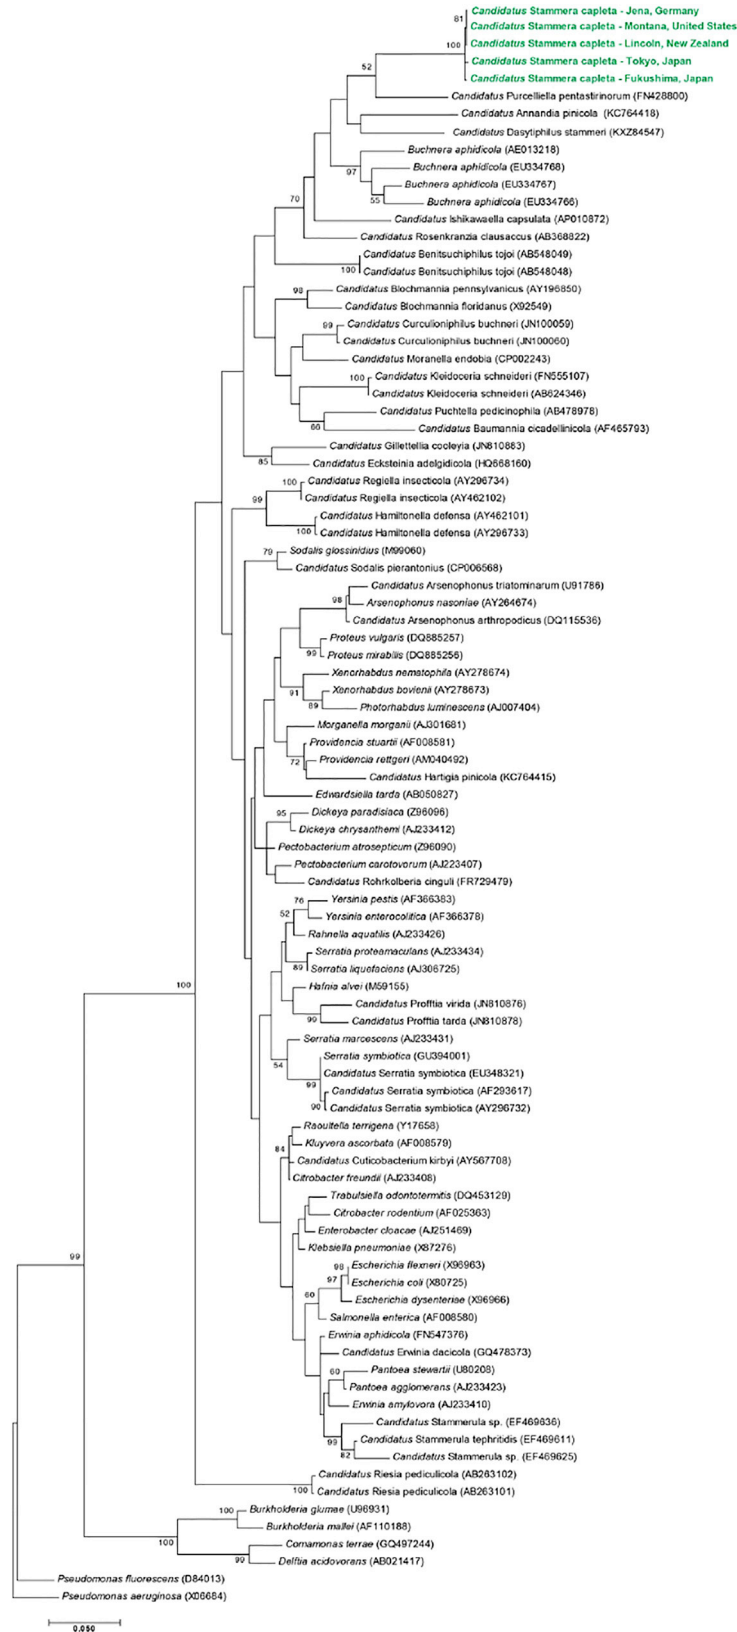 81
Candidatus Stammera capleta - Jena, Germany
Candidatus Stammera capleta - Montana, United States
100
Candidatus Stammera capleta - Lincoln, New Zealand
Candidatus Stammera capleta - Tokyo, Japan
52
Candidatus Stammera capleta - Fukushima, Japan
Candidatus Purcelliella pentastirinorum (FN428800)
Candidatus Annandia pinicola (KC764418)
Candidatus Dasytiphilus stammeri (KXZ84547)
Buchnera aphidicola (AE013218)
97
Buchnera aphidicola (EU334768)
Buchnera aphidicola (EU334767)
55
Buchnera aphidicola (EU334766)
70
Candidatus Ishikawaella capsulata (AP010872)
Candidatus Rosenkranzia clausaccus (AB368822)
Candidatus Benitsuchiphilus tojoi (AB548049)
100
Candidatus Benitsuchiphilus tojoi (AB548048)
98
Candidatus Blochmannia pennsylvanicus (AY196850)
Candidatus Blochmannia floridanus (X92549)
99
Candidatus Curculioniphilus buchneri (JN100059)
Candidatus Curculioniphilus buchneri (JN100060)
Candidatus Moranella endobia (CP002243)
100
Candidatus Kleidoceria schneideri (FN555107)
Candidatus Kleidoceria schneideri (AB624346)
Candidatus Puchtella pedicinophila (AB478978)
66
Candidatus Baumannia cicadellinicola (AF465793)
Candidatus Gillettellia cooleyia (JN810883)
85
Candidatus Ecksteinia adelgidicola (HQ668160)
100
Candidatus Regiella insecticola (AY296734)
99
Candidatus Regiella insecticola (AY462102)
Candidatus Hamiltonella defensa (AY462101)
100
Candidatus Hamiltonella defensa (AY296733)
79
Sodalis glossinidius (M99060)
Candidatus Sodalis pierantonius (CP006568)
Candidatus Arsenophonus triatominarum (U91786)
98
Arsenophonus nasoniae (AY264674)
Candidatus Arsenophonus arthropodicus (DQ115536)
Proteus vulgaris (DQ885257)
99
Proteus mirabilis (DQ885256)
Xenorhabdus nematophila (AY278674)
91
Xenorhabdus bovienii (AY278673)
89
Photorhabdus luminescens (AJ007404)
Morganella morganii (AJ301681)
Providencia stuartii (AF008581)
72
Providencia rettgeri (AM040492)
Candidatus Hartigia pinicola (KC764415)
Edwardsiella tarda (AB050827)
95
Dickeya paradisiaca (Z96096)
Dickeya chrysanthemi (AJ233412)
Pectobacterium atrosepticum (Z96090)
Pectobacterium carotovorum (AJ223407)
Candidatus Rohrkolberia cinguli (FR729479)
76
Yersinia pestis (AF366383)
52
Yersinia enterocolitica (AF366378)
Rahnella aquatilis (AJ233426)
Serratia proteamaculans (AJ233434)
89
Serratia liquefaciens (AJ306725)
Hafnia alvei (M59155)
Candidatus Profftia virida (JN810876)
99
Candidatus Profftia tarda (JN810878)
100
Serratia marcescens (AJ233431)
Serratia symbiotica (GU394001)
54
Candidatus Serratia symbiotica (EU348321)
99
Candidatus Serratia symbiotica (AF293617)
90
Candidatus Serratia symbiotica (AY296732)
Raoultella terrigena (Y17658)
Kluyvera ascorbata (AF008579)
84
Candidatus Cuticobacterium kirbyi (AY567708)
Citrobacter freundii (AJ233408)
Trabulsiella odontotermitis (DQ453129)
Citrobacter rodentium (AF025363)
Enterobacter cloacae (AJ251469)
Klebsiella pneumoniae (X87276)
99
98
Escherichia flexneri (X96963)
97
Escherichia coli (X80725)
60
Escherichia dysenteriae (X96966)
Salmonella enterica (AF008580)
Erwinia aphidicola (FN547376)
Candidatus Erwinia dacicola (GQ478373)
60
Pantoea stewartii (U80208)
Pantoea agglomerans (AJ233423)
Erwinia amylovora (AJ233410)
Candidatus Stammerula sp. (EF469636)
99
Candidatus Stammerula tephritidis (EF469611)
82
Candidatus Stammerula sp. (EF469625)
Candidatus Riesia pediculicola (AB263102)
100
Candidatus Riesia pediculicola (AB263101)
100
Burkholderia glumae (U96931)
Burkholderia mallei (AF110188)
100
Comamonas terrae (GQ497244)
99
Delftia acidovorans (AB021417)
Pseudomonas fluorescens (D84013)
Pseudomonas aeruginosa (X06684)
0.050